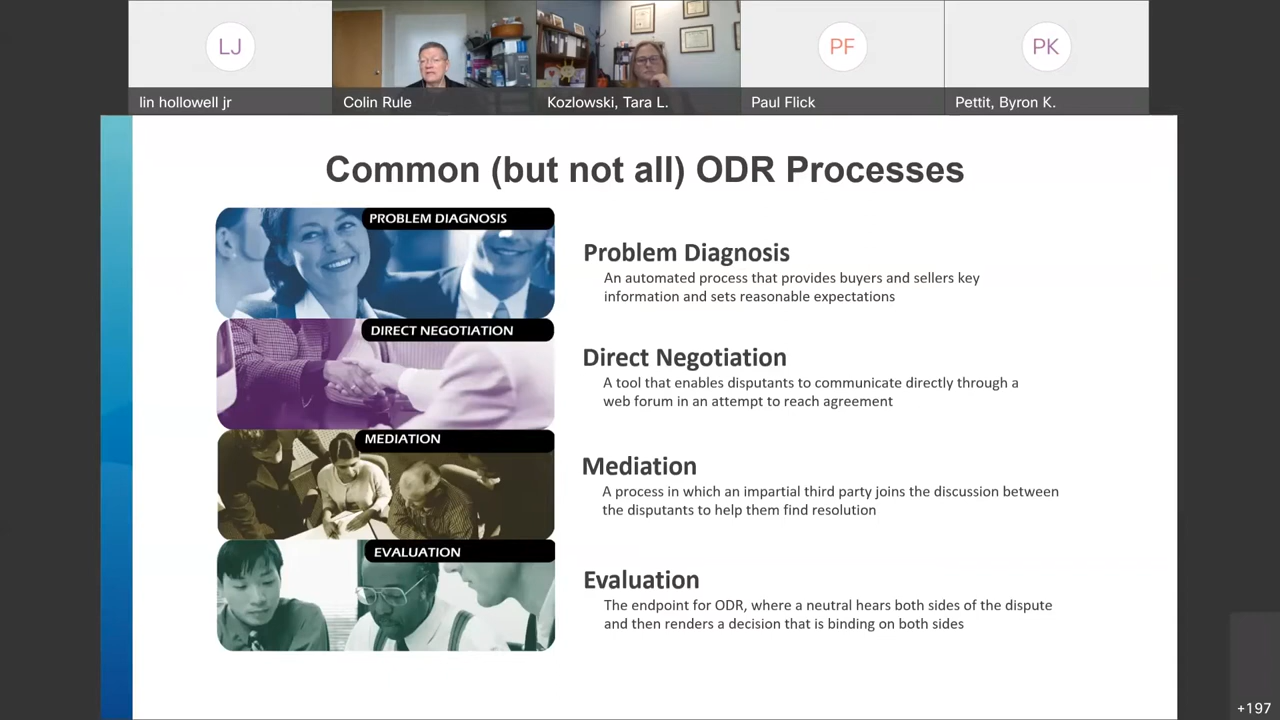 LJ
PF
PK
lin hollowell jr
Colin Rule
Kozlowski, Tara L.
Paul Flick
Pettit, Byron K.
Common (but not all) ODR Processes
PROBLEM DIAGNOSIS
Problem Diagnosis
An automated process that provides buyers and sellers key
information and sets reasonable expectations
DIRECT NEGOTIATION
Direct Negotiation
A tool that enables disputants to communicate directly through a
web forum in an attempt to reach agreement
MEDIATION
Mediation
A process in which an impartial third party joins the discussion between
the disputants to help them find resolution
EVALUATION
Evaluation
The endpoint for ODR, where a neutral hears both sides of the dispute
and then renders a decision that is binding on both sides
+197